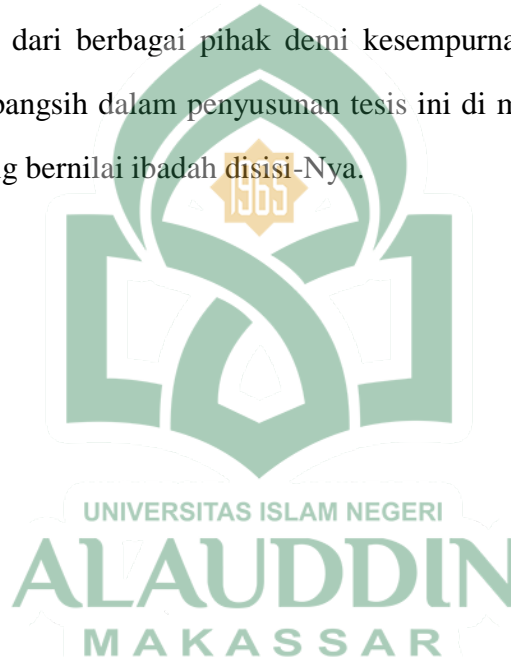 dari berbagai pihak demi
bangsih dalam penyusunan tesis ini di
bernilai ibadah disisi-Nya.
1965
UNIVERSITAS ISLAM NEGERI
ALAUDDIN
MAKASSAR